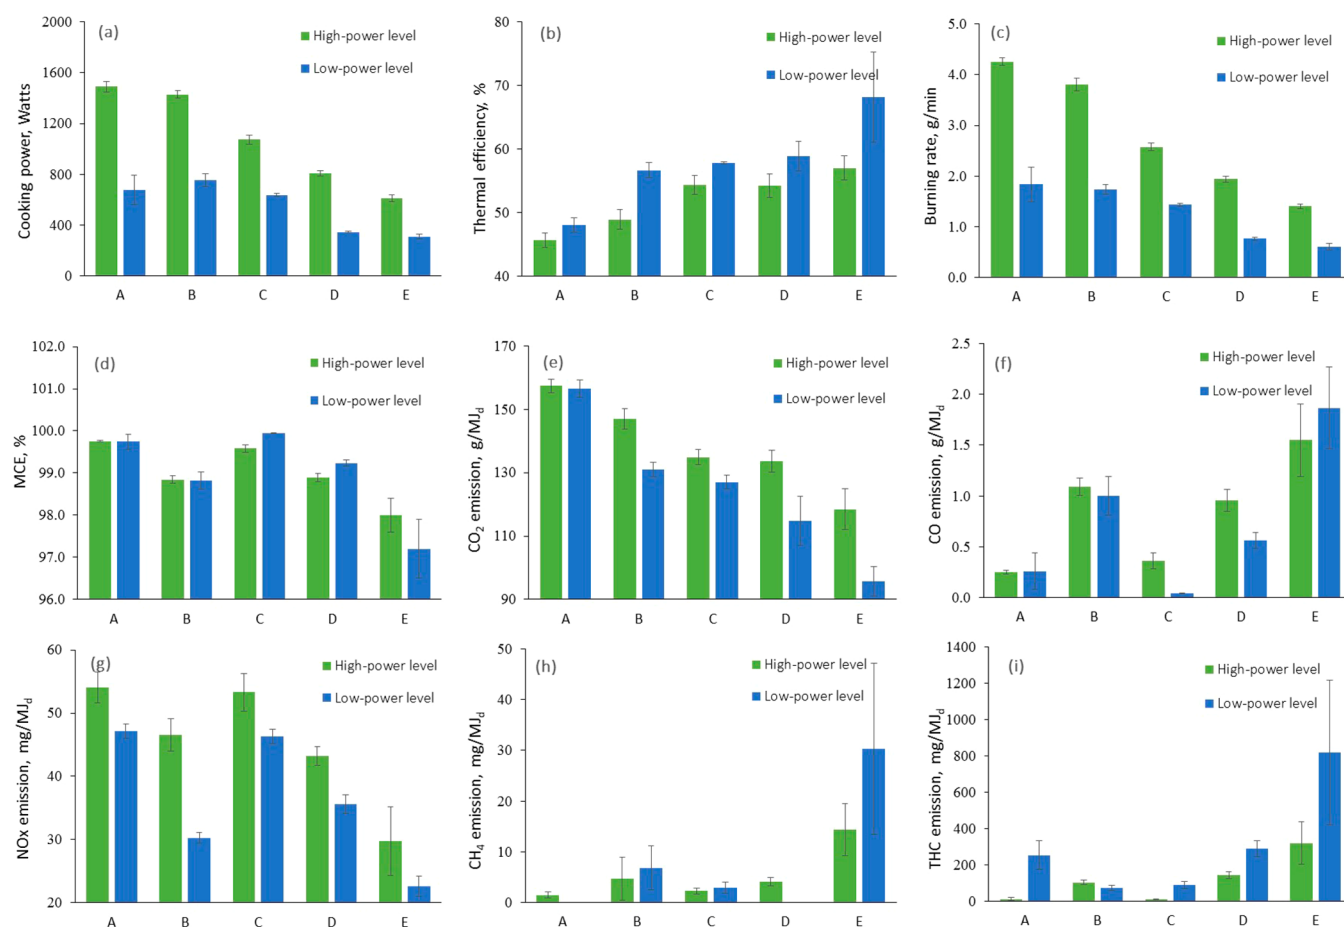 (a)
High-power level
Low-power level
Cooking power, Watts
2000
1600
1200
800
400
0
A B C D E
(b)
High-power level
Low-power level
Thermal efficiency, %
80
70
60
50
40
A B C D E
(c)
High-power level
Low-power level
Burning rate, g/min
5.0
4.0
3.0
2.0
1.0
0.0
A B C D E
(d)
High-power level
Low-power level
MCE, %
102.0
101.0
100.0
99.0
98.0
97.0
96.0
A B C D E
(e)
High-power level
Low-power level
CO2 emission, g/MJd
170
150
130
110
90
A B C D E
(f)
High-power level
Low-power level
CO emission, g/MJd
2.5
2.0
1.5
1.0
0.5
0.0
A B C D E
(g)
High-power level
Low-power level
NOx emission, mg/MJd
60
50
40
30
20
A B C D E
(h)
High-power level
Low-power level
CH4 emission, mg/MJd
50
40
30
20
10
0
A B C D E
(i)
High-power level
Low-power level
THC emission, mg/MJd
1400
1200
1000
800
600
400
200
0
A B C D E